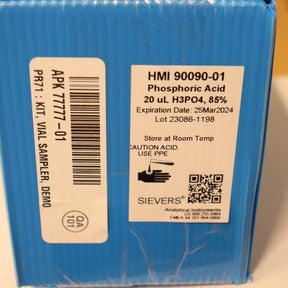 APK 77777-01
PR71 : KIT, VIAL SAMPLER, DEMO
QA
101
HMI 90090-01
Phosphoric Acid
20 uL H3PO4, 85%
Expiration Date: 25Mar2024
Lot 23086-1198
Store at Room Temp
CAUTION ACID.
USE PPE
SIEVERS
Analytical Instruments